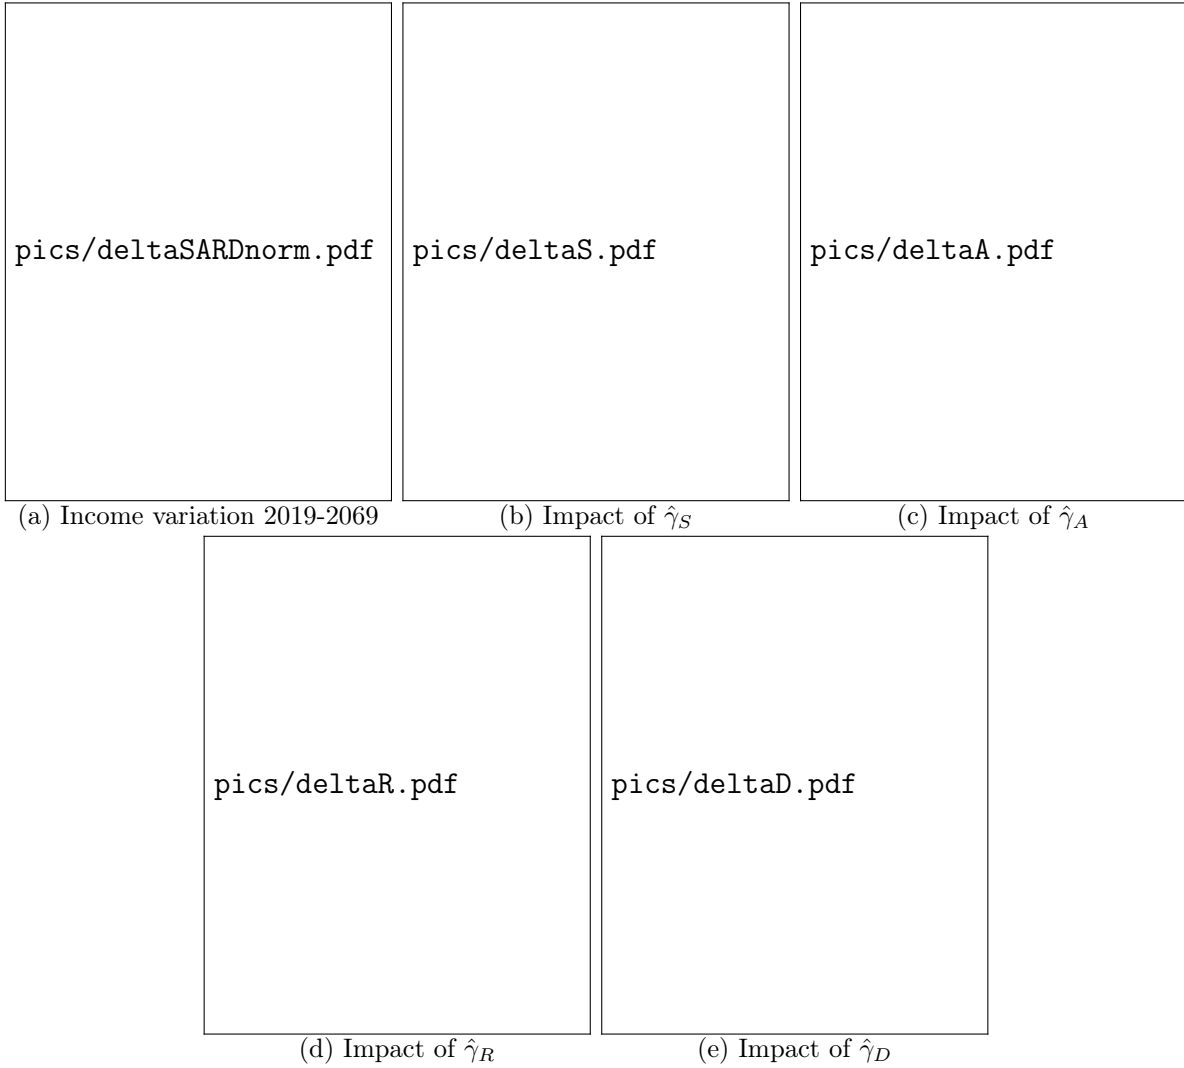 pics/deltaSARDnorm.pdf pics/deltaS.pdf pics/deltaA.pdf
(a) Income variation 2019-2069 (b) Impact of γ̂_S (c) Impact of γ̂_A
pics/deltaR.pdf pics/deltaD.pdf
(d) Impact of γ̂_R (e) Impact of γ̂_D